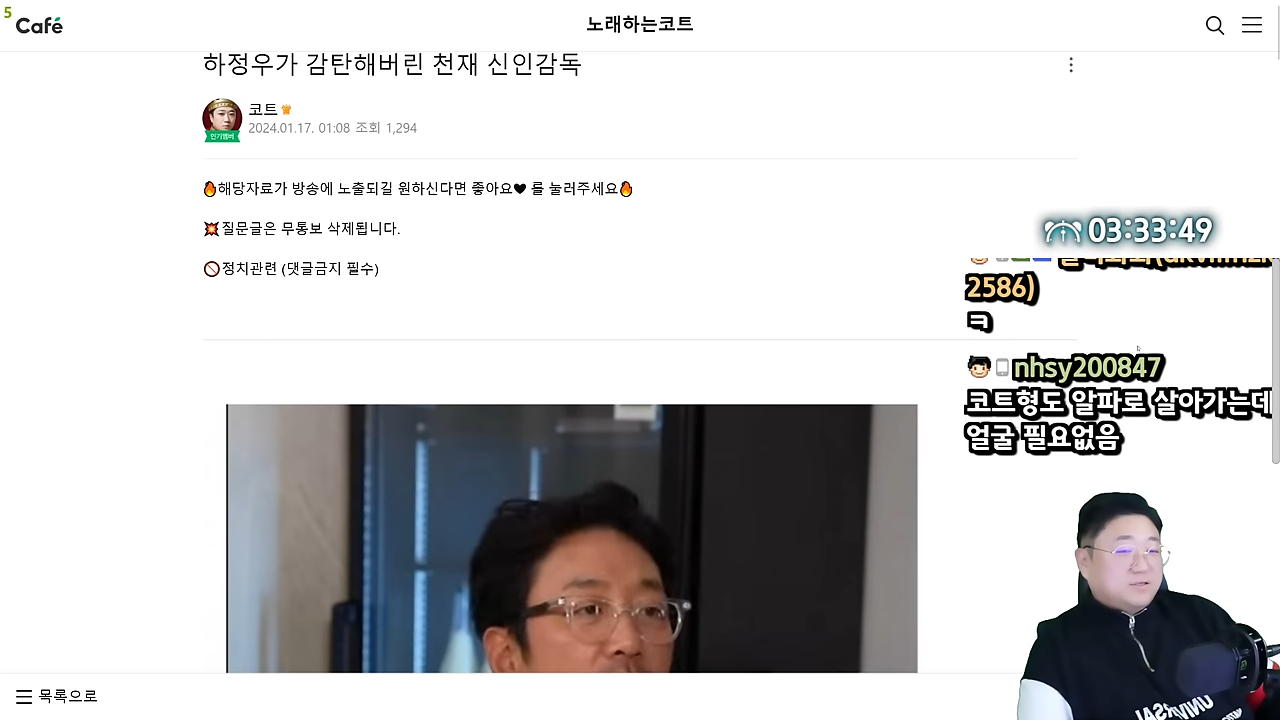 5
Café
노래하는코트
하정우가 감탄해버린 천재 신인감독
코트
인기멤버
2024.01.17. 01:08 조회 1,294
🔥해당자료가 방송에 노출되길 원하신다면 좋아요🖤 를 눌러주세요🔥
💥질문글은 무통보 삭제됩니다.
🚫정치관련 (댓글금지 필수)
03:33:49
2586)
ㅋ
nhsy200847
코트형도 알파로 살아가는데
얼굴 필요없음
목록으로